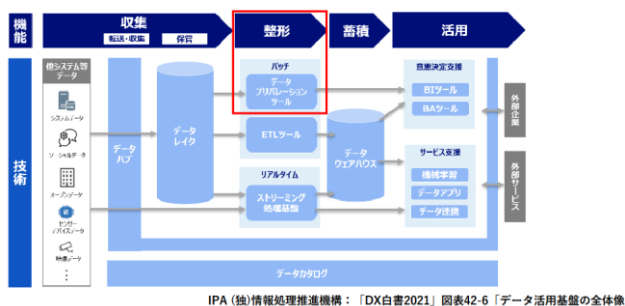 機能
収集
転送・収集
保管
整形
蓄積
活用
技術
他システム等
データ
システムデータ
ソーシャルデータ
オープンデータ
センサー
デバイスデータ
映像データ
データ
ハブ
データ
レイク
バッチ
データ
プリパレーション
ツール
ETLツール
リアルタイム
ストリーミング
処理基盤
データ
ウェアハウス
意思決定支援
BIツール
BAツール
サービス支援
機械学習
データアプリ
データ連携
外部企業
外部サービス
データカタログ
IPA (独)情報処理推進機構：「DX白書2021」図表42-6「データ活用基盤の全体像